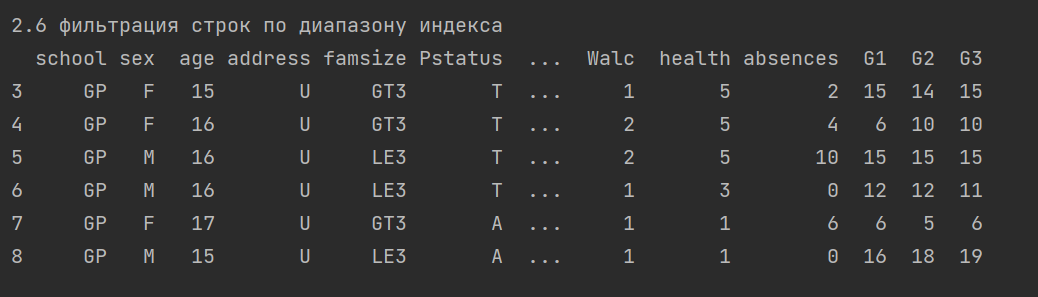 2.6 фильтрация строк по диапазону индекса
school sex age address famsize Pstatus ... Walc health absences G1 G2 G3
3 GP F 15 U GT3 T ... 1 5 2 15 14 15
4 GP F 16 U GT3 T ... 2 5 4 6 10 10
5 GP M 16 U LE3 T ... 2 5 10 15 15 15
6 GP M 16 U LE3 T ... 1 3 0 12 12 11
7 GP F 17 U GT3 A ... 1 1 6 6 5 6
8 GP M 15 U LE3 A ... 1 1 0 16 18 19